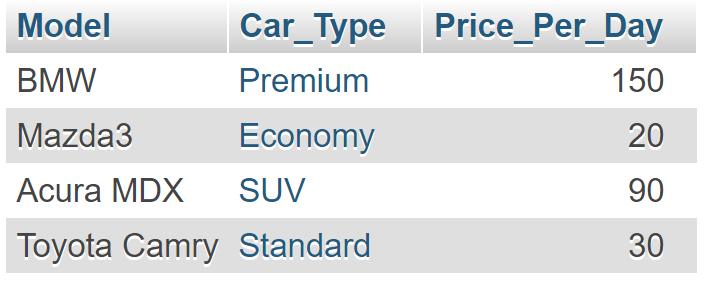 Model Car_Type Price_Per_Day
BMW Premium 150
Mazda3 Economy 20
Acura MDX SUV 90
Toyota Camry Standard 30